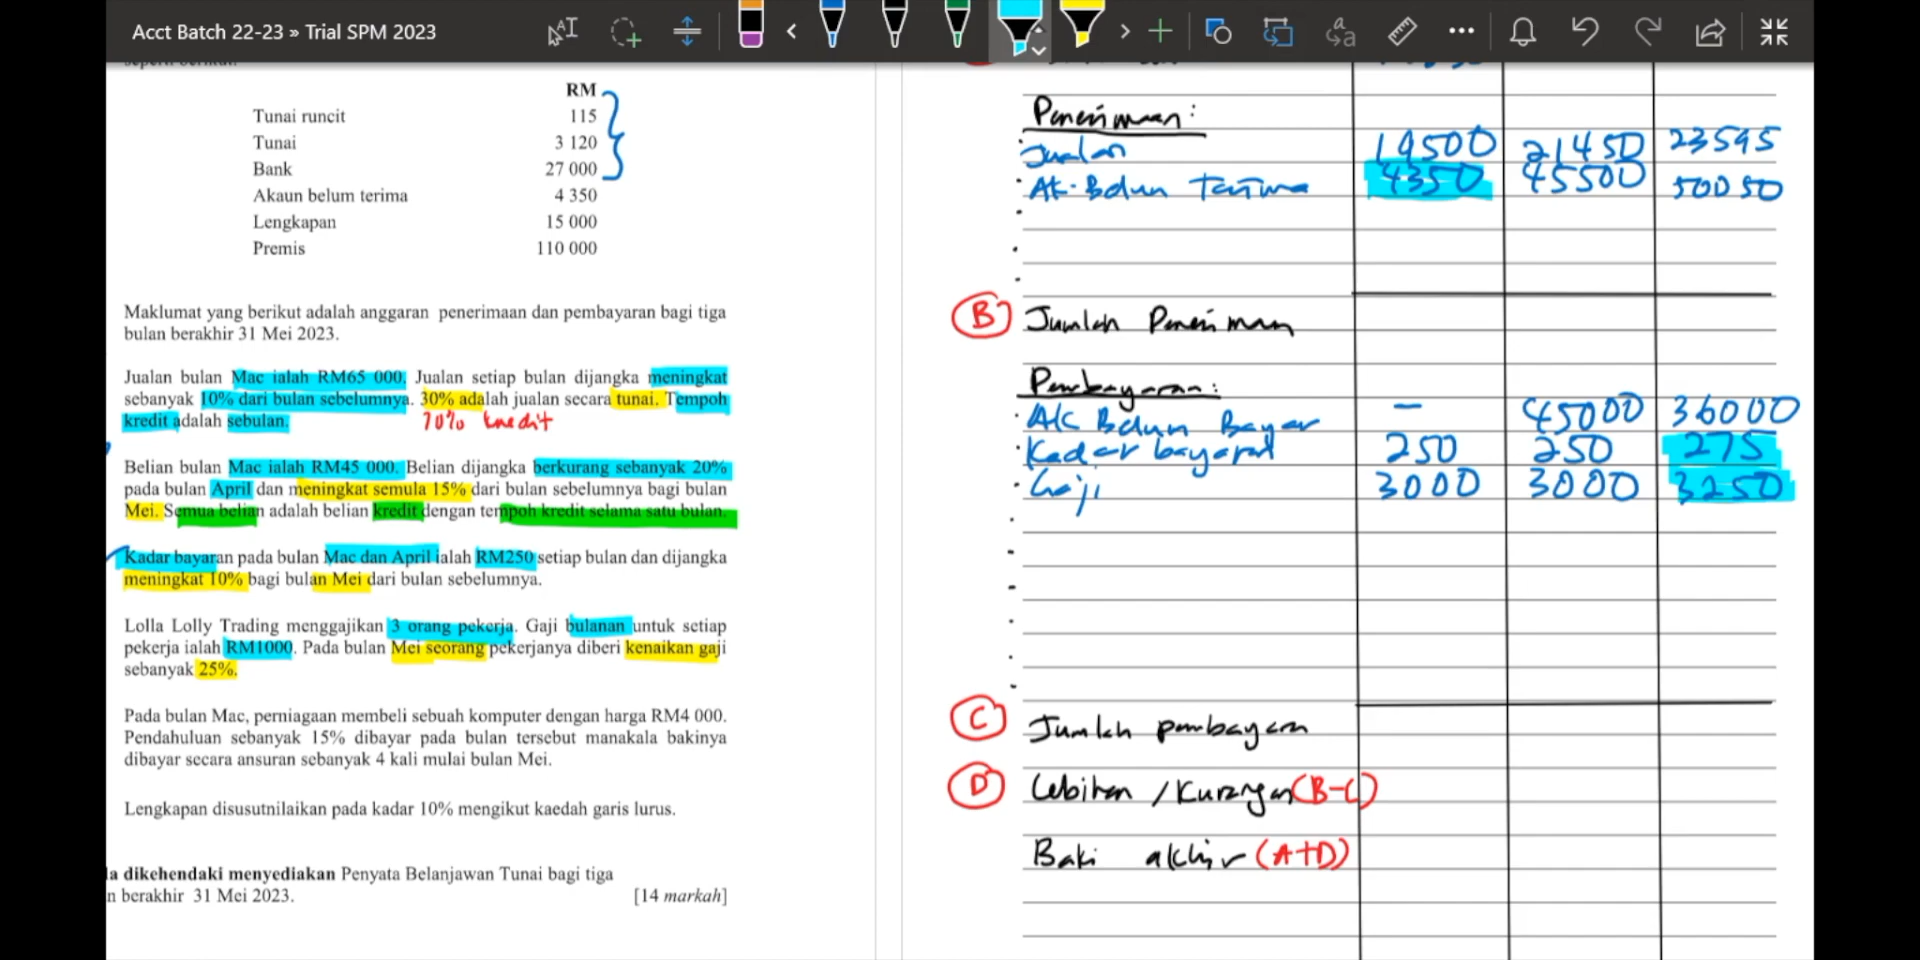 Acct Batch 22-23 » Trial SPM 2023
seperti berikut:
RM
Tunai runcit 115
Tunai 3 120
Bank 27 000
Akaun belum terima 4 350
Lengkapan 15 000
Premis 110 000
Maklumat yang berikut adalah anggaran penerimaan dan pembayaran bagi tiga
bulan berakhir 31 Mei 2023.
Jualan bulan Mac ialah RM65 000. Jualan setiap bulan dijangka meningkat
sebanyak 10% dari bulan sebelumnya. 30% adalah jualan secara tunai. Tempoh
kredit adalah sebulan.
70% kredit
Belian bulan Mac ialah RM45 000. Belian dijangka berkurang sebanyak 20%
pada bulan April dan meningkat semula 15% dari bulan sebelumnya bagi bulan
Mei. Semua belian adalah belian kredit dengan tempoh kredit selama satu bulan.
Kadar bayaran pada bulan Mac dan April ialah RM250 setiap bulan dan dijangka
meningkat 10% bagi bulan Mei dari bulan sebelumnya.
Lolla Lolly Trading menggajikan 3 orang pekerja. Gaji bulanan untuk setiap
pekerja ialah RM1000. Pada bulan Mei seorang pekerjanya diberi kenaikan gaji
sebanyak 25%.
Pada bulan Mac, perniagaan membeli sebuah komputer dengan harga RM4 000.
Pendahuluan sebanyak 15% dibayar pada bulan tersebut manakala bakinya
dibayar secara ansuran sebanyak 4 kali mulai bulan Mei.
Lengkapan disusutnilaikan pada kadar 10% mengikut kaedah garis lurus.
a dikehendaki menyediakan Penyata Belanjawan Tunai bagi tiga
n berakhir 31 Mei 2023. [14 markah]
Penerimaan:
Jualan 19500 21450 23595
Ak. Belum Terima 4350 45500 50050
B Jumlah Penerimaan
Pembayaran:
Ak Belum Bayar - 45000 36000
Kadar bayaran 250 250 275
Gaji 3000 3000 3250
C Jumlah pembayaran
D Lebihan / Kurangan (B-C)
Baki akhir (A+D)